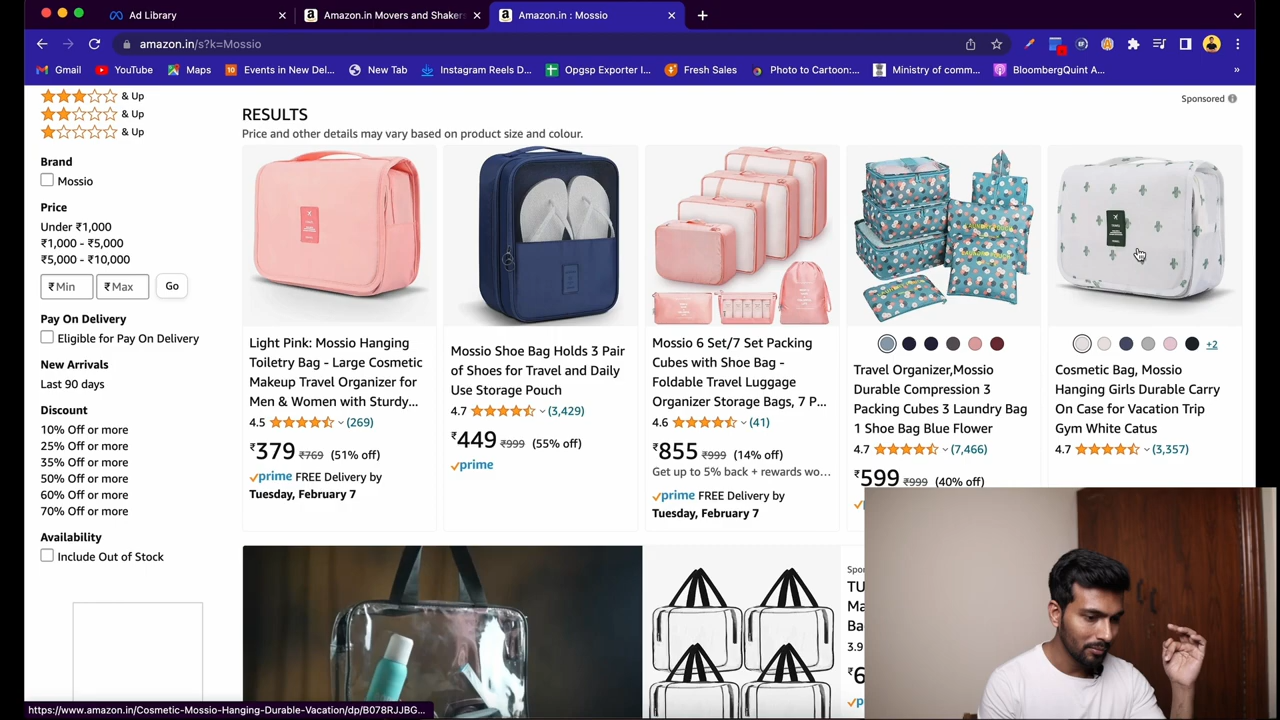 Ad Library
Amazon.in Movers and Shakers
Amazon.in : Mossio
amazon.in/s?k=Mossio
Gmail
YouTube
Maps
Events in New Del...
New Tab
Instagram Reels D...
Opgsp Exporter I...
Fresh Sales
Photo to Cartoon:...
Ministry of comm...
BloombergQuint A...
»
& Up
& Up
& Up
Brand
Mossio
Price
Under ₹1,000
₹1,000 - ₹5,000
₹5,000 - ₹10,000
₹ Min
₹ Max
Go
Pay On Delivery
Eligible for Pay On Delivery
New Arrivals
Last 90 days
Discount
10% Off or more
25% Off or more
35% Off or more
50% Off or more
60% Off or more
70% Off or more
Availability
Include Out of Stock
Sponsored
RESULTS
Price and other details may vary based on product size and colour.
Light Pink: Mossio Hanging
Toiletry Bag - Large Cosmetic
Makeup Travel Organizer for
Men & Women with Sturdy...
4.5 (269)
₹379 ₹769 (51% off)
prime FREE Delivery by
Tuesday, February 7
Mossio Shoe Bag Holds 3 Pair
of Shoes for Travel and Daily
Use Storage Pouch
4.7 (3,429)
₹449 ₹999 (55% off)
prime
Mossio 6 Set/7 Set Packing
Cubes with Shoe Bag -
Foldable Travel Luggage
Organizer Storage Bags, 7 P...
4.6 (41)
₹855 ₹999 (14% off)
Get up to 5% back + rewards wo...
prime FREE Delivery by
Tuesday, February 7
LAUNDRY POUCH
+2
Travel Organizer,Mossio
Durable Compression 3
Packing Cubes 3 Laundry Bag
1 Shoe Bag Blue Flower
4.7 (7,466)
₹599 ₹999 (40% off)
Cosmetic Bag, Mossio
Hanging Girls Durable Carry
On Case for Vacation Trip
Gym White Catus
4.7 (3,357)
Spo
TU
Ma
Ba
3.9
https://www.amazon.in/Cosmetic-Mossio-Hanging-Durable-Vacation/dp/B078RJJBG...